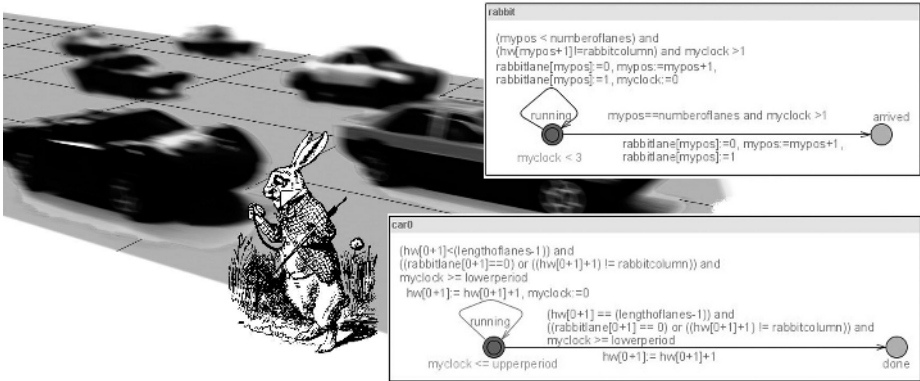 rabbit
(mypos < numberoflanes) and
(hw[mypos+1]!=rabbitcolumn) and myclock >1
rabbitlane[mypos]:=0, mypos:=mypos+1,
rabbitlane[mypos]:=1, myclock:=0
running
mypos==numberoflanes and myclock >1
arrived
myclock < 3
rabbitlane[mypos]:=0, mypos:=mypos+1,
rabbitlane[mypos]:=1
car0
(hw[0+1]<(lengthoflanes-1)) and
((rabbitlane[0+1]==0) or ((hw[0+1]+1) != rabbitcolumn)) and
myclock >= lowerperiod
hw[0+1]:= hw[0+1]+1, myclock:=0
running
(hw[0+1] == (lengthoflanes-1)) and
((rabbitlane[0+1] == 0) or ((hw[0+1]+1) != rabbitcolumn)) and
myclock >= lowerperiod
myclock <= upperperiod
hw[0+1]:= hw[0+1]+1
done